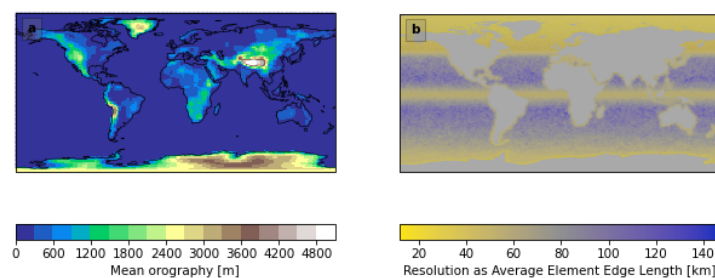 a
b
0 600 1200 1800 2400 3000 3600 4200 4800
Mean orography [m]
20 40 60 80 100 120 140
Resolution as Average Element Edge Length [km]